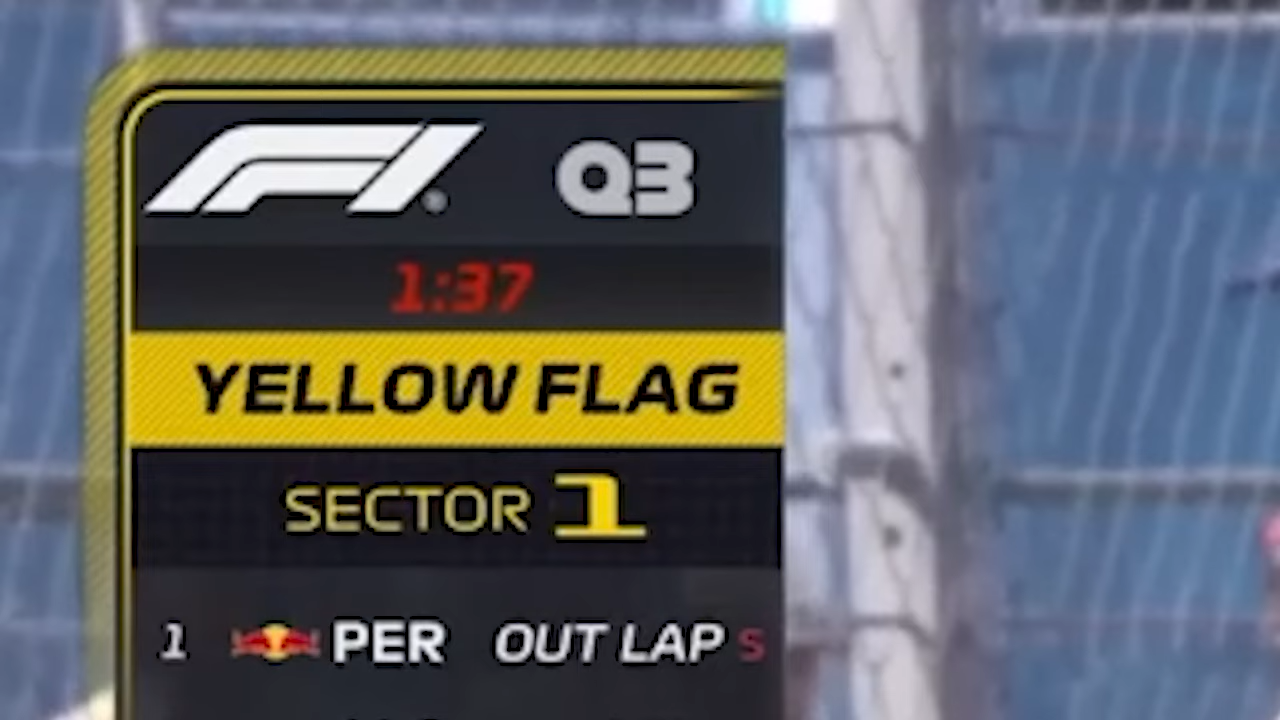 F1 Q3
1:37
YELLOW FLAG
SECTOR 1
1 PER OUT LAP S